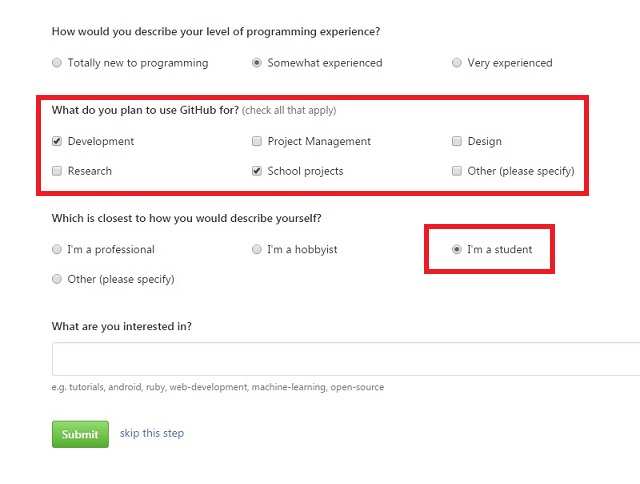 How would you describe your level of programming experience?
Totally new to programming Somewhat experienced Very experienced
What do you plan to use GitHub for? (check all that apply)
Development Project Management Design
Research School projects Other (please specify)
Which is closest to how you would describe yourself?
I'm a professional I'm a hobbyist I'm a student
Other (please specify)
What are you interested in?
e.g. tutorials, android, ruby, web-development, machine-learning, open-source
Submit skip this step